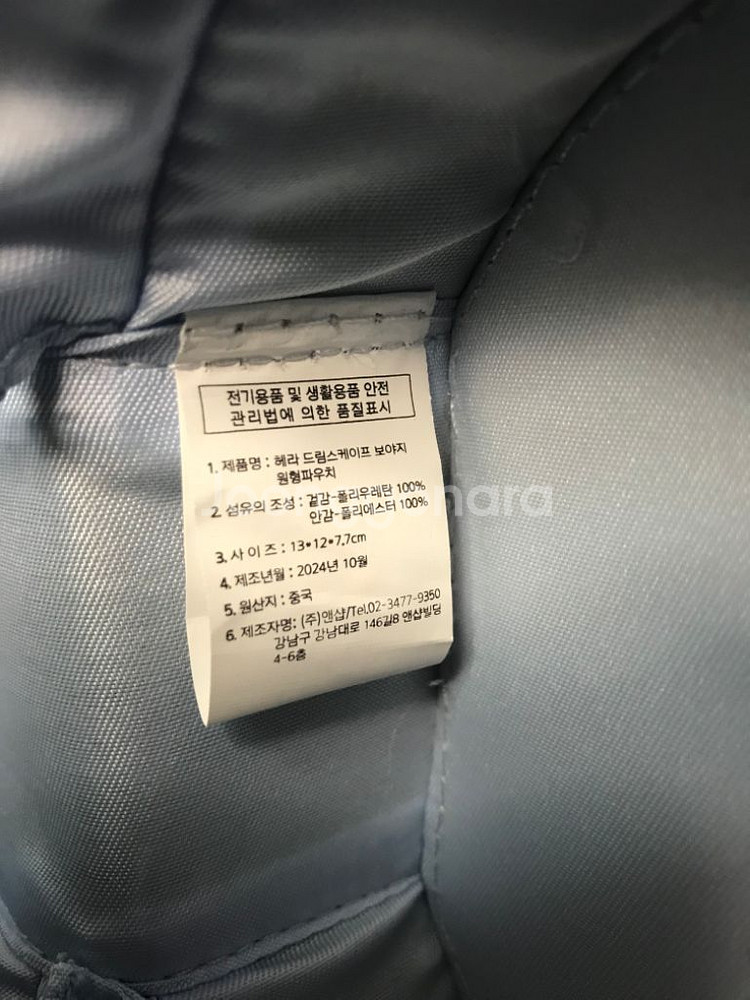 전기용품 및 생활용품 안전
관리법에 의한 품질표시
1. 제품명 : 헤라 드림스케이프 보야지
원형파우치
2. 섬유의 조성 : 겉감-폴리우레탄 100%
안감-폴리에스터 100%
3. 사 이 즈 : 13*12*7.7cm
4. 제조년월 : 2024년 10월
5. 원산지 : 중국
6. 제조자명: (주)앤샵/Tel.02-3477-9350
강남구 강남대로 146길8 앤샵빌딩
4-6층